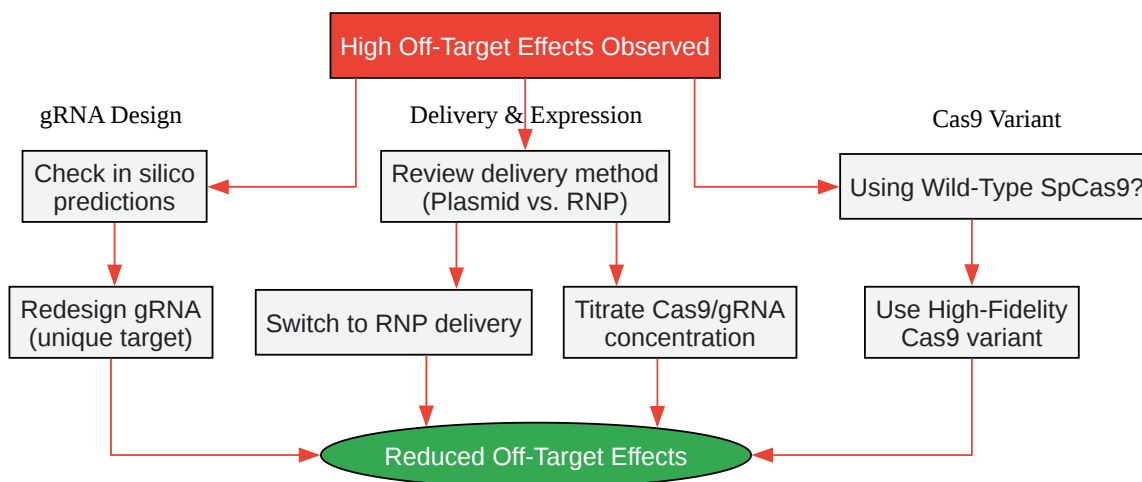 High Off-Target Effects Observed
gRNA Design
Delivery & Expression
Cas9 Variant
Check in silico
predictions
Review delivery method
(Plasmid vs. RNP)
Using Wild-Type SpCas9?
Redesign gRNA
(unique target)
Switch to RNP delivery
Titrate Cas9/gRNA
concentration
Use High-Fidelity
Cas9 variant
Reduced Off-Target Effects